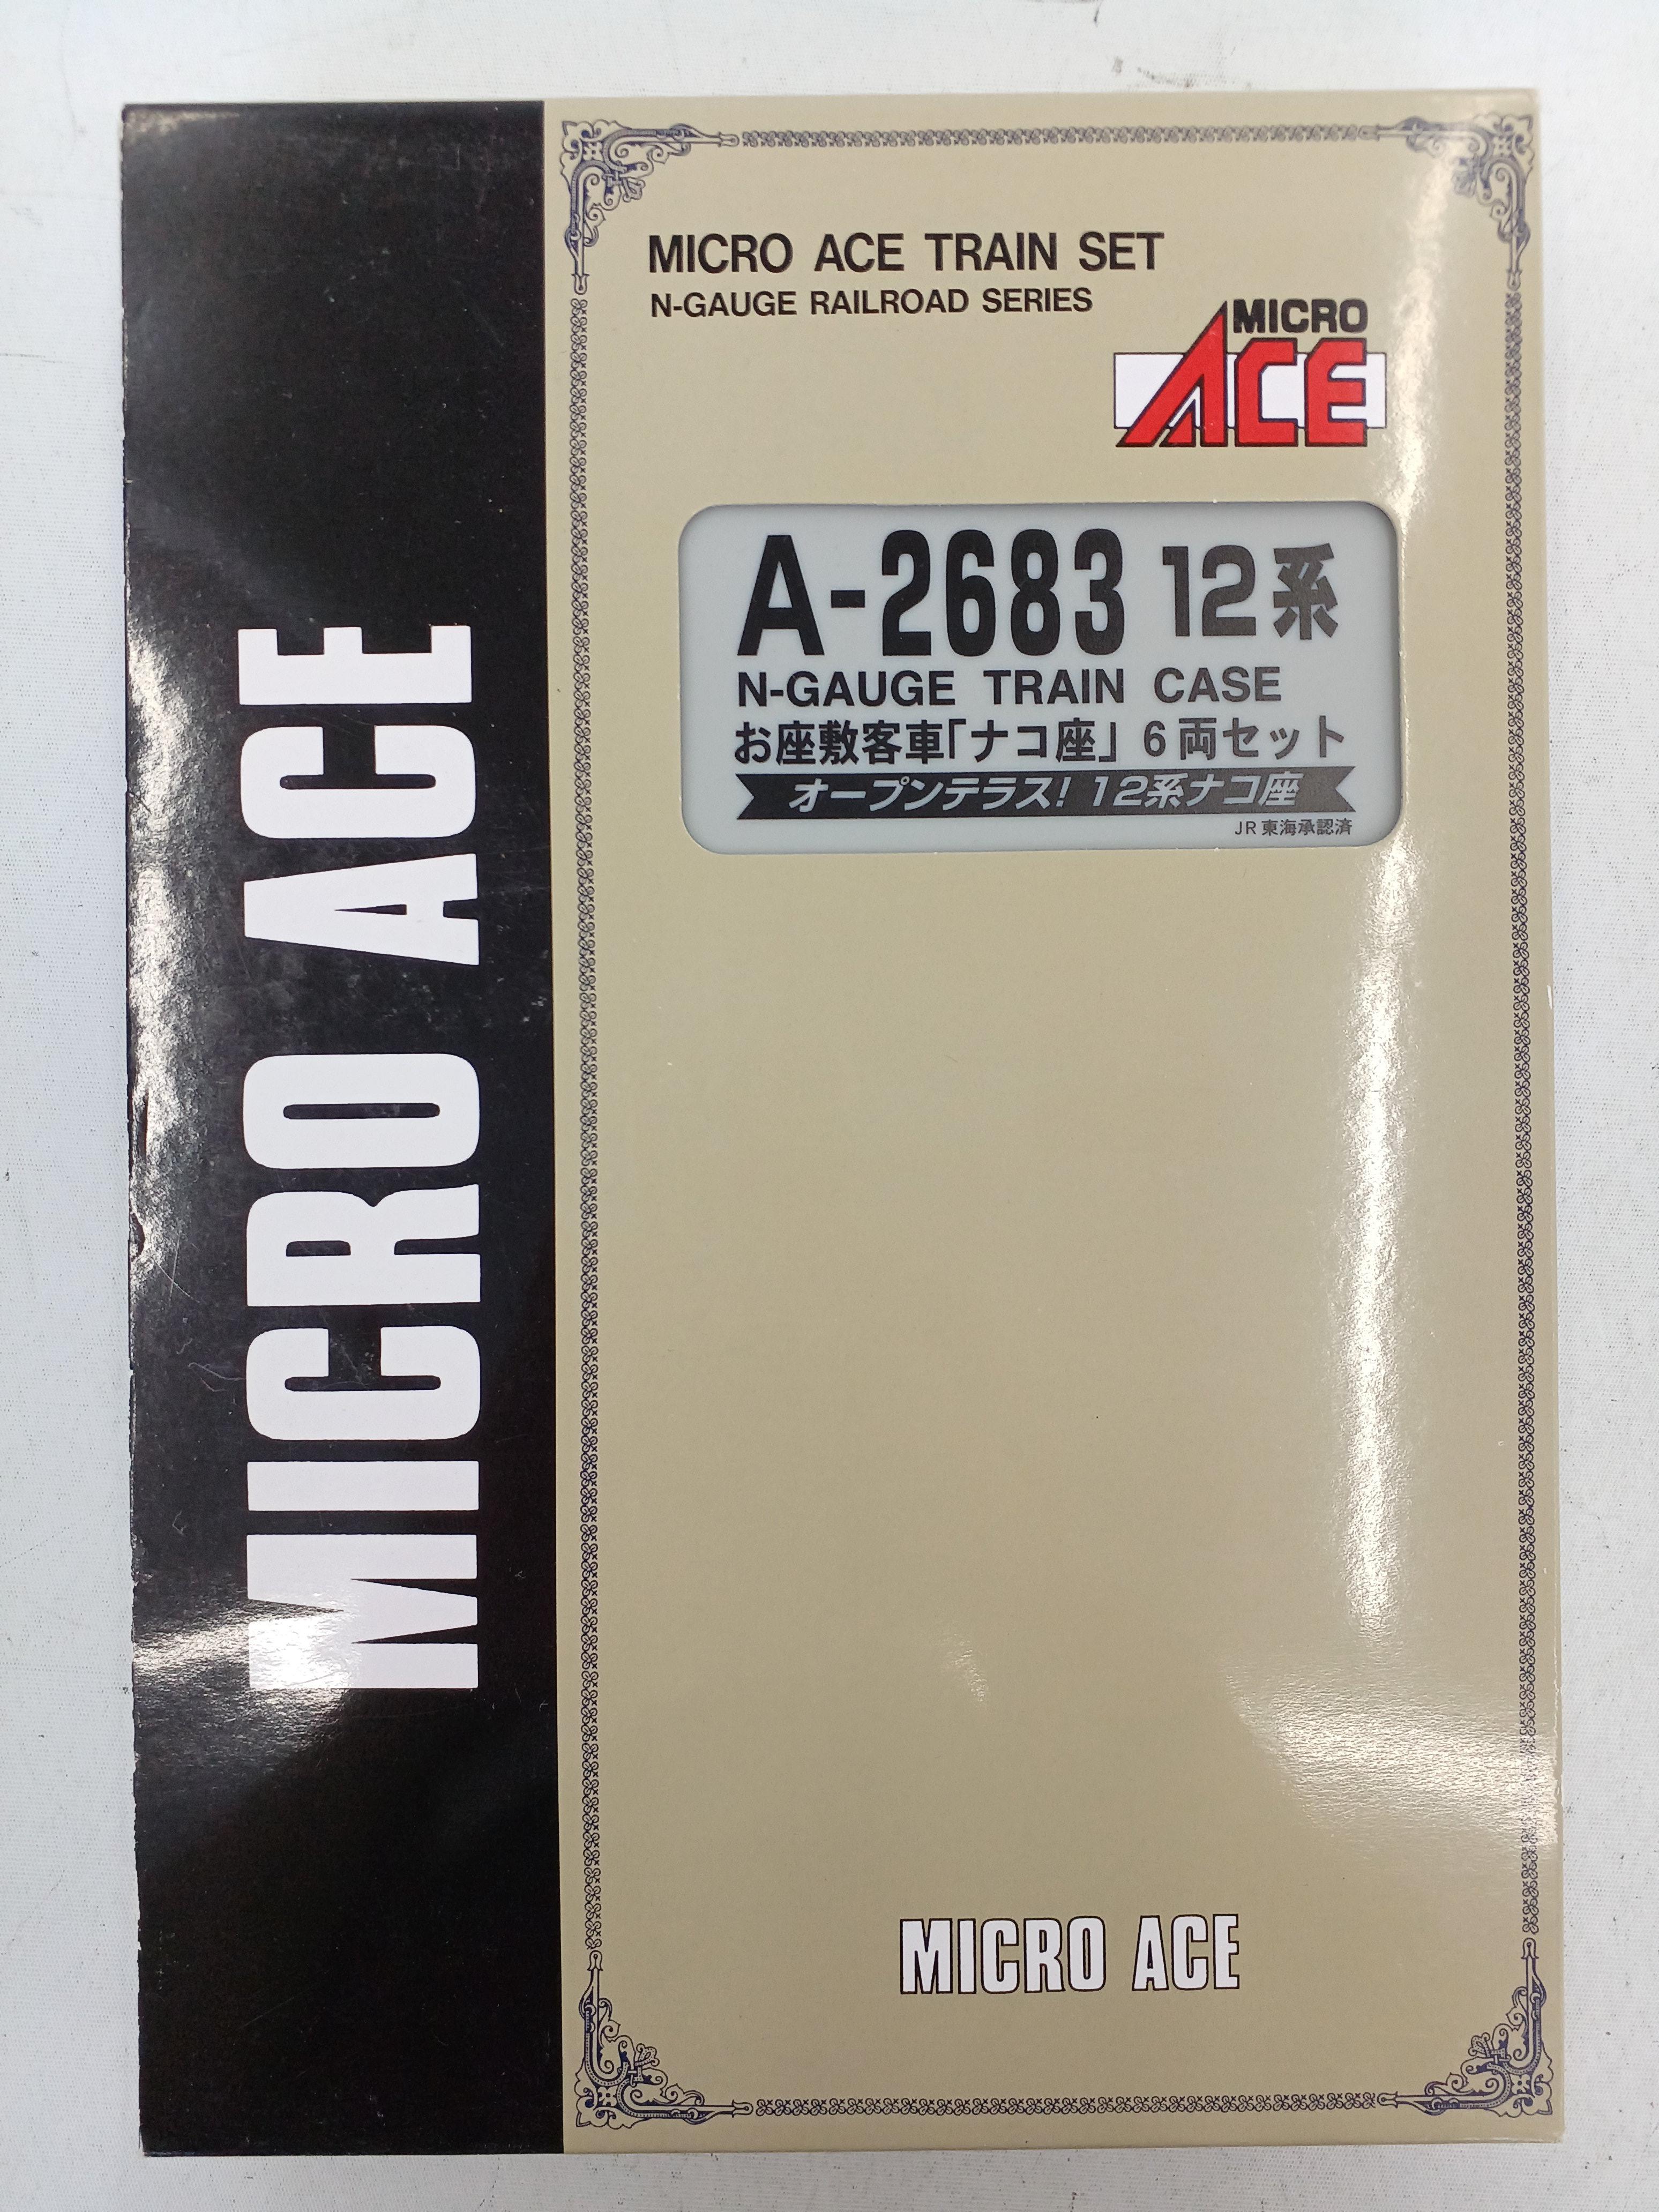 MICRO ACE
MICRO ACE TRAIN SET
N-GAUGE RAILROAD SERIES
MICRO
ACE
A-2683 12系
N-GAUGE TRAIN CASE
お座敷客車「ナコ座」6両セット
オープンテラス! 12系ナコ座
JR東海承認済
MICRO ACE